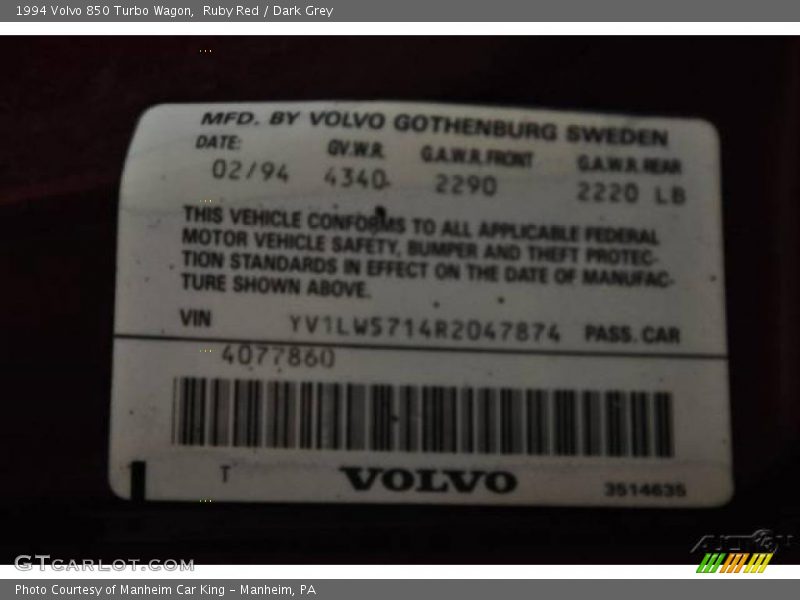 1994 Volvo 850 Turbo Wagon, Ruby Red / Dark Grey
MFD. BY VOLVO GOTHENBURG SWEDEN
DATE: G.V.W.R. G.A.W.R. FRONT G.A.W.R. REAR
02/94 4340 2290 2220 LB
THIS VEHICLE CONFORMS TO ALL APPLICABLE FEDERAL
MOTOR VEHICLE SAFETY, BUMPER AND THEFT PROTEC-
TION STANDARDS IN EFFECT ON THE DATE OF MANUFAC-
TURE SHOWN ABOVE.
VIN YV1LW5714R2047874 PASS. CAR
4077860
T VOLVO 3514635
GTCARLOT.COM
Photo Courtesy of Manheim Car King - Manheim, PA